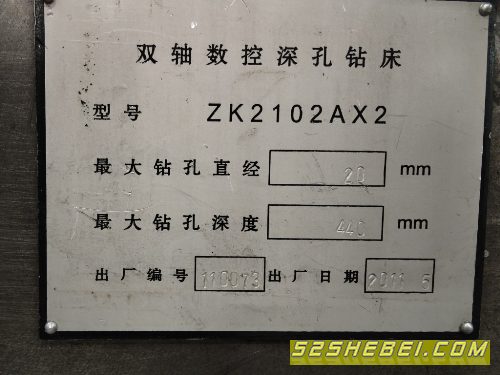 双轴数控深孔钻床
型号 ZK2102AX2
最大钻孔直经 20 mm
最大钻孔深度 440 mm
出厂编号 110073 出厂日期 2011 6
52SHEBEI.COM